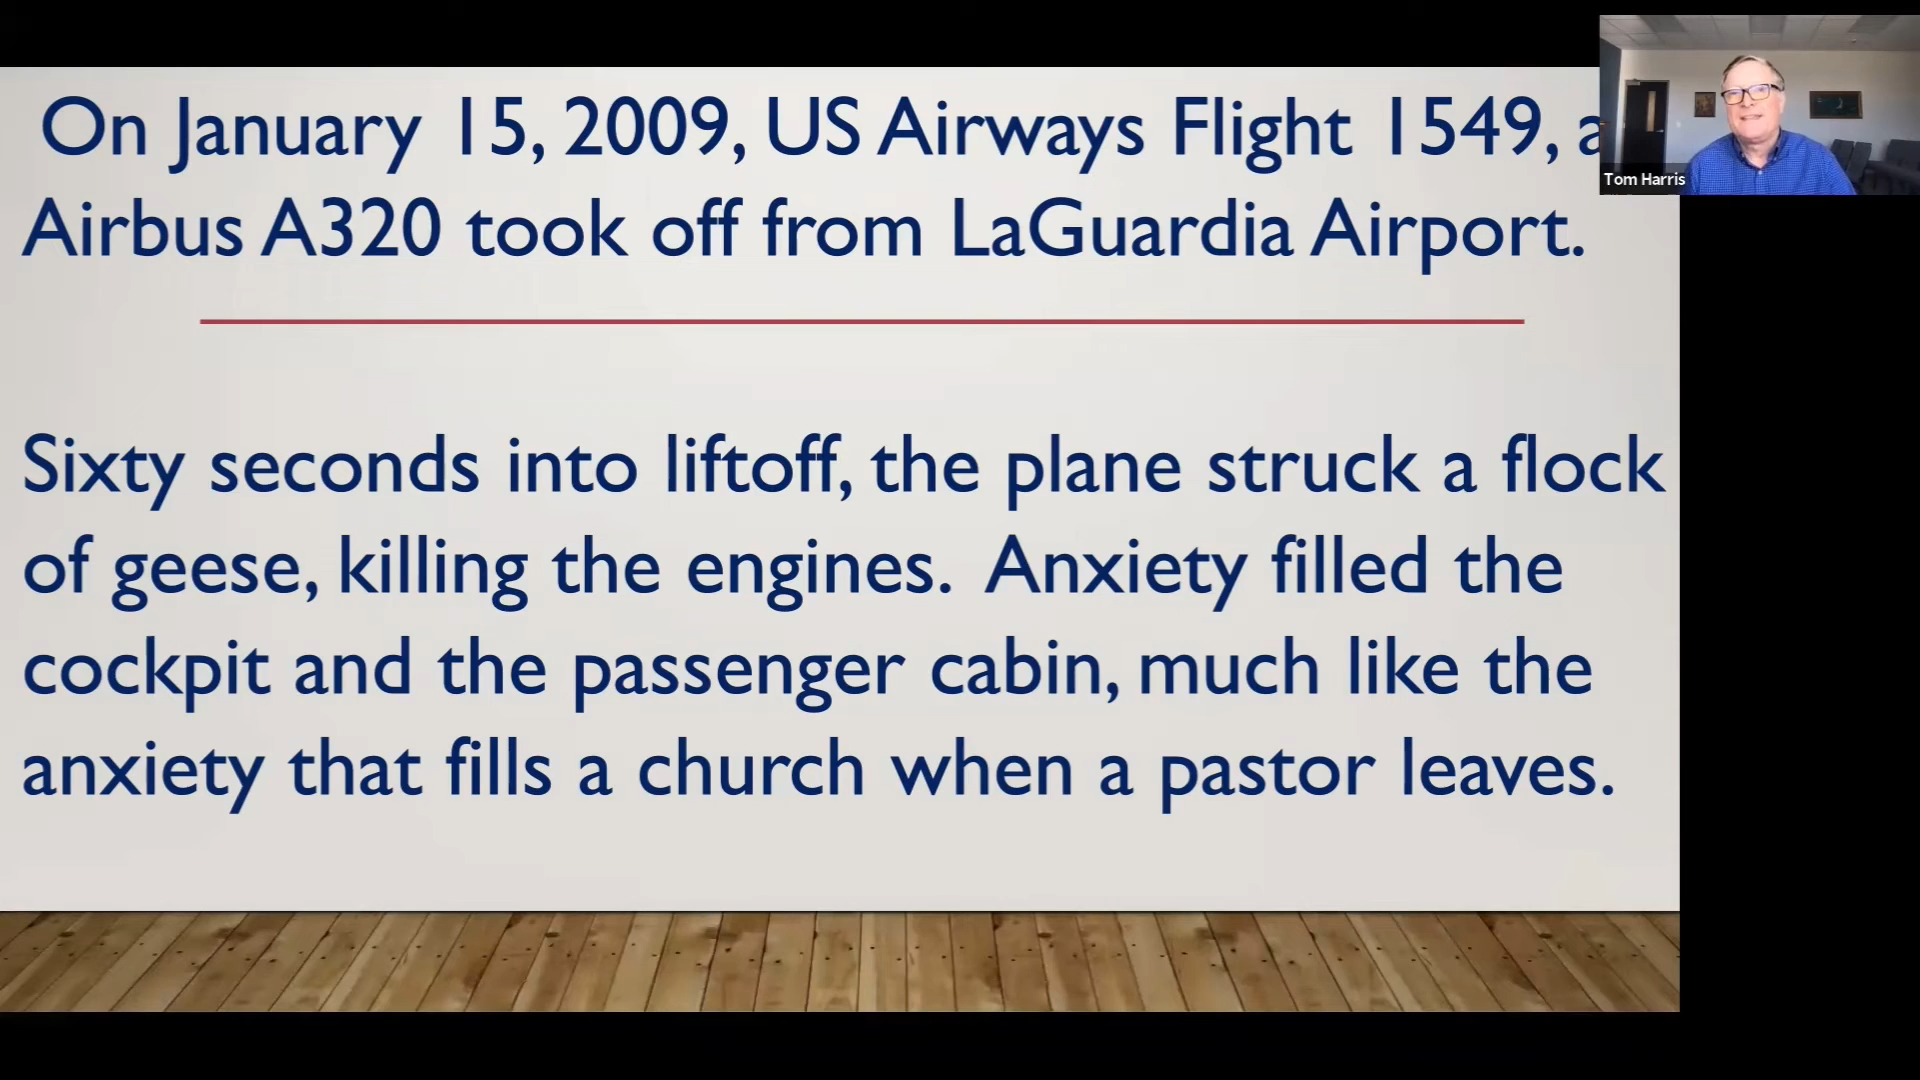 On January 15, 2009, US Airways Flight 1549, a
Airbus A320 took off from LaGuardia Airport.
Sixty seconds into liftoff, the plane struck a flock
of geese, killing the engines. Anxiety filled the
cockpit and the passenger cabin, much like the
anxiety that fills a church when a pastor leaves.
Tom Harris